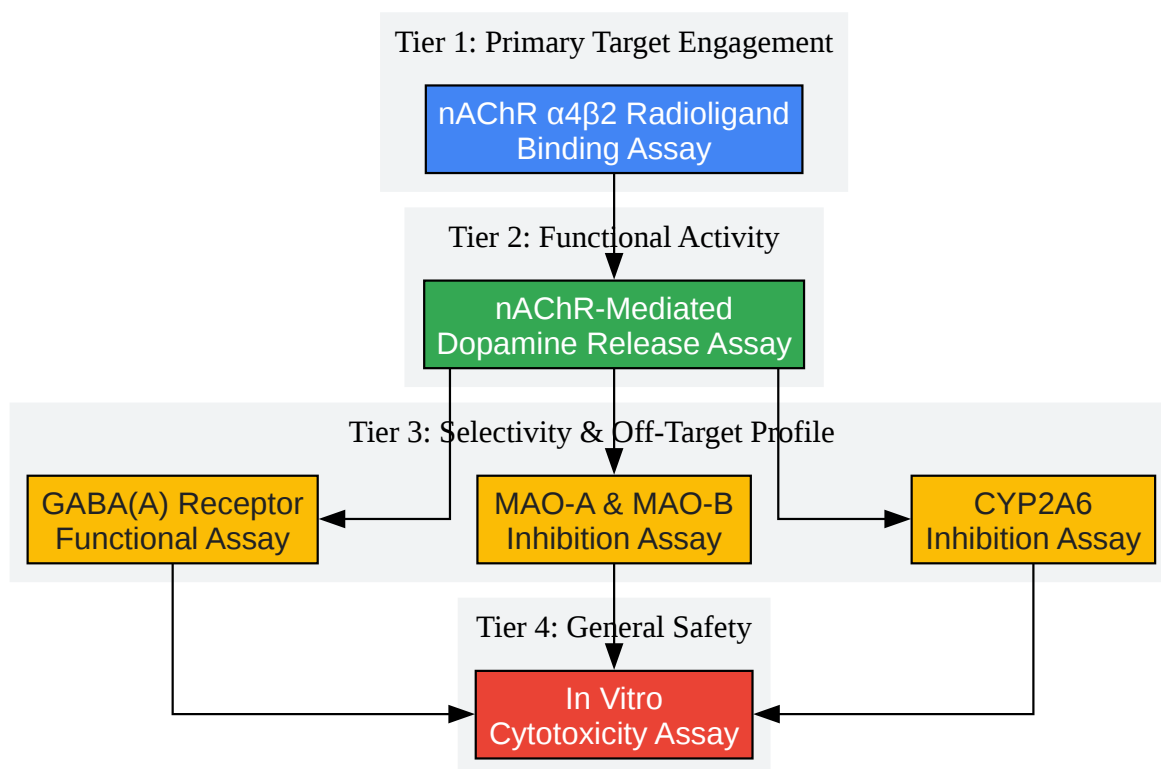 Tier 1: Primary Target Engagement
nAChR α4β2 Radioligand
Binding Assay
Tier 2: Functional Activity
nAChR-Mediated
Dopamine Release Assay
Tier 3: Selectivity & Off-Target Profile
GABA(A) Receptor
Functional Assay
MAO-A & MAO-B
Inhibition Assay
CYP2A6
Inhibition Assay
Tier 4: General Safety
In Vitro
Cytotoxicity Assay